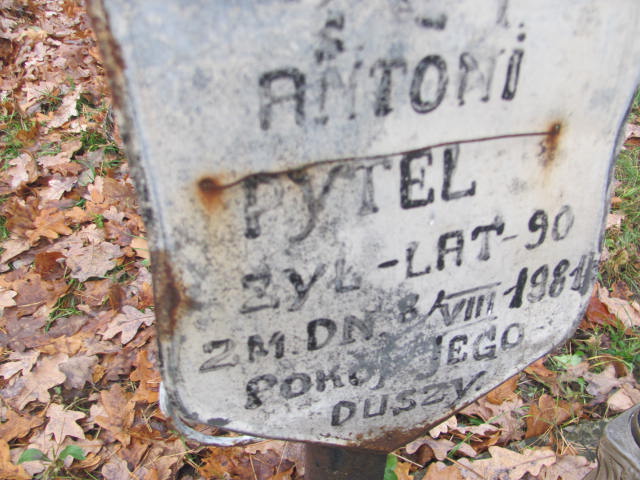 Ś. P.
ANTONI
PYTEL
ŻYŁ-LAT-90
ZM. DN. 8/VIII 1981
POKÓJ JEGO
DUSZY.